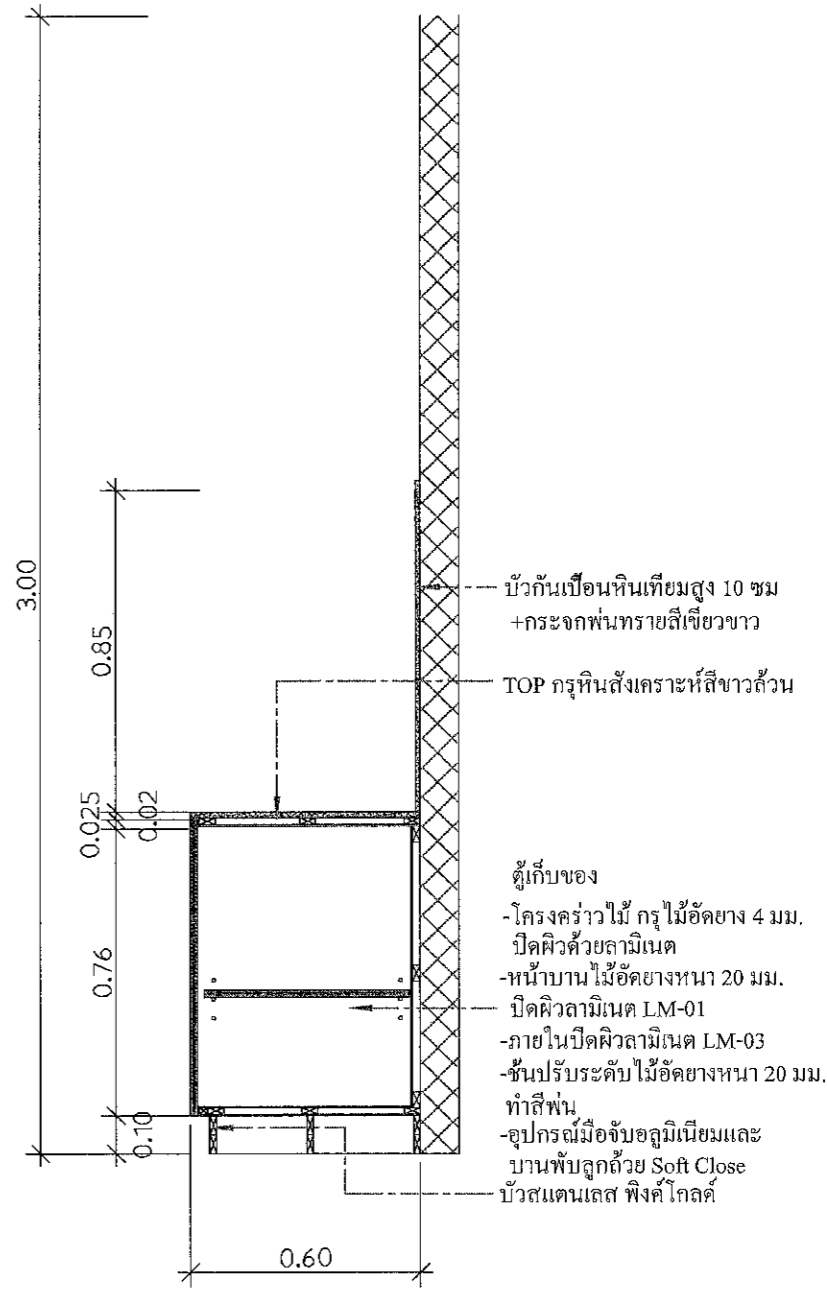 3.00
0.85
บัวกันเปื้อนหินเทียมสูง 10 ซม
+กระจกพ่นทรายสีเขียวขาว
TOP กรุหินสังเคราะห์สีขาวล้วน
0.02
0.025
0.76
ตู้เก็บของ
-โครงคร่าวไม้ กรุไม้อัดยาง 4 มม.
ปิดผิวด้วยลามิเนต
-หน้าบานไม้อัดยางหนา 20 มม.
ปิดผิวลามิเนต LM-01
-ภายในปิดผิวลามิเนต LM-03
-ชั้นปรับระดับไม้อัดยางหนา 20 มม.
ทำสีพ่น
-อุปกรณ์มือจับอลูมิเนียมและ
บานพับลูกถ้วย Soft Close
บัวสแตนเลส พิงค์โกลด์
0.10
0.60